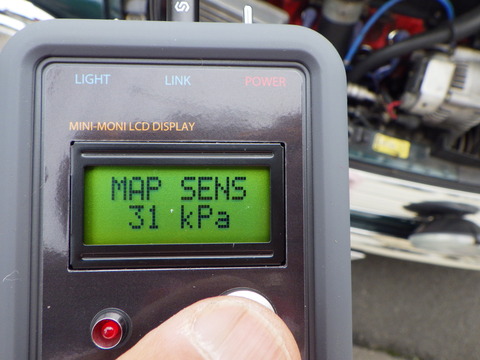 LIGHT LINK POWER
MINI-MONI LCD DISPLAY
MAP SENS
31 kPa